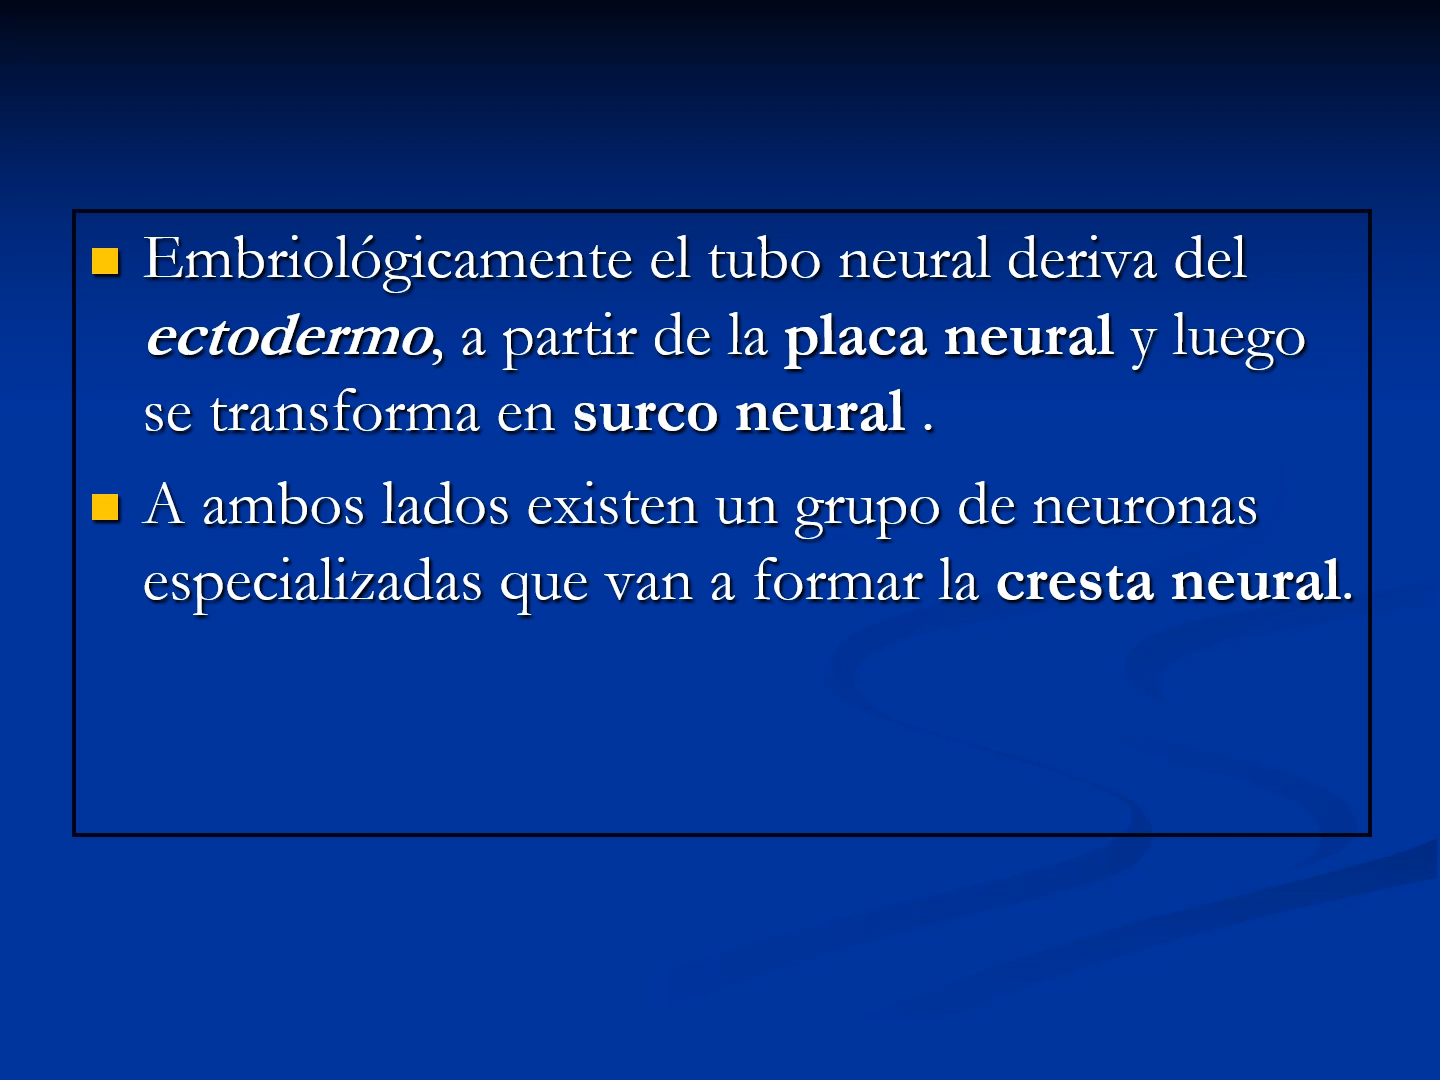 Embriológicamente el tubo neural deriva del
ectodermo, a partir de la placa neural y luego
se transforma en surco neural .
A ambos lados existen un grupo de neuronas
especializadas que van a formar la cresta neural.